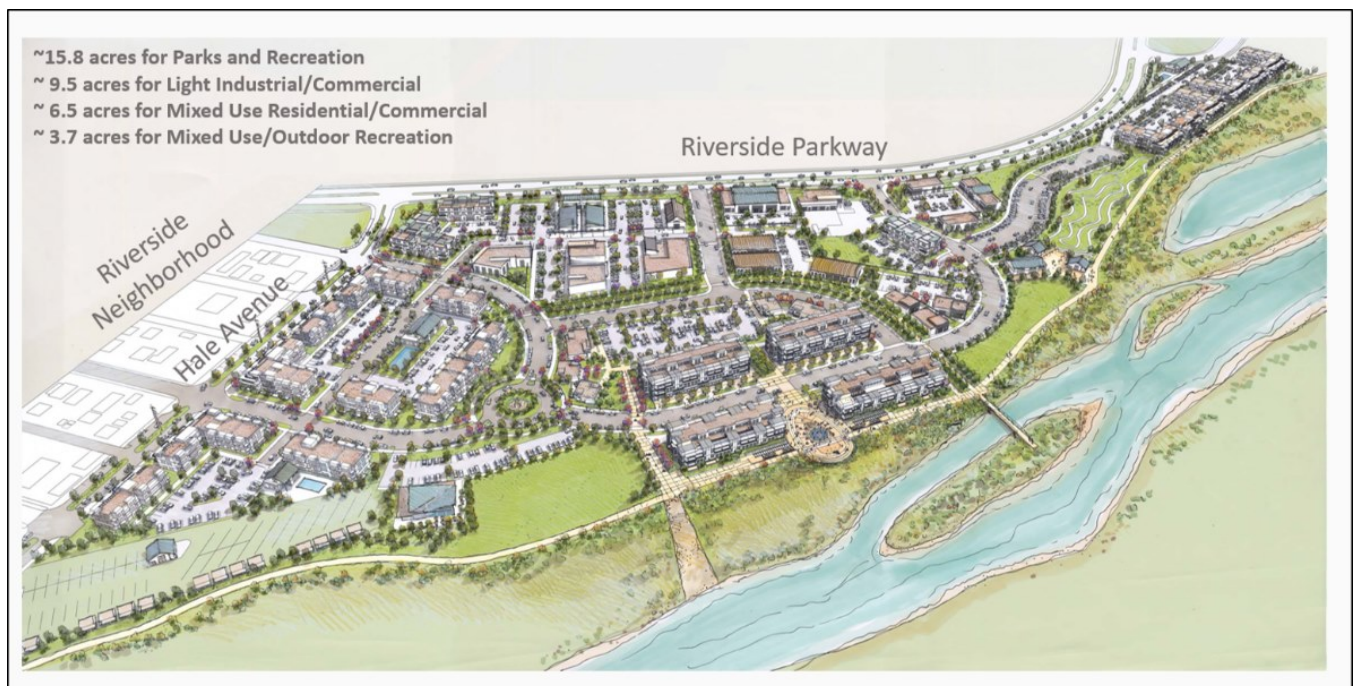 ~15.8 acres for Parks and Recreation
~ 9.5 acres for Light Industrial/Commercial
~ 6.5 acres for Mixed Use Residential/Commercial
~ 3.7 acres for Mixed Use/Outdoor Recreation
Riverside Parkway
Riverside
Neighborhood
Hale Avenue